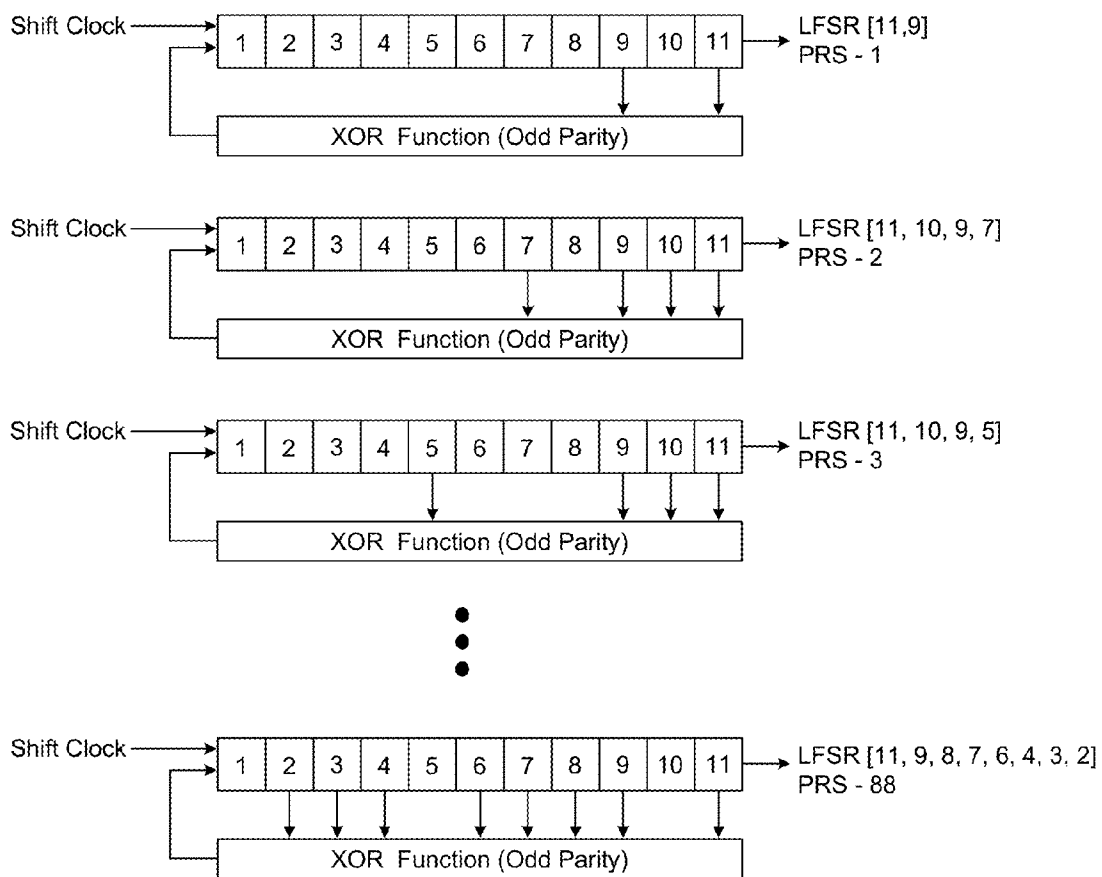 Shift Clock
1 2 3 4 5 6 7 8 9 10 11
LFSR [11,9]
PRS - 1
XOR Function (Odd Parity)
Shift Clock
1 2 3 4 5 6 7 8 9 10 11
LFSR [11, 10, 9, 7]
PRS - 2
XOR Function (Odd Parity)
Shift Clock
1 2 3 4 5 6 7 8 9 10 11
LFSR [11, 10, 9, 5]
PRS - 3
XOR Function (Odd Parity)
Shift Clock
1 2 3 4 5 6 7 8 9 10 11
LFSR [11, 9, 8, 7, 6, 4, 3, 2]
PRS - 88
XOR Function (Odd Parity)